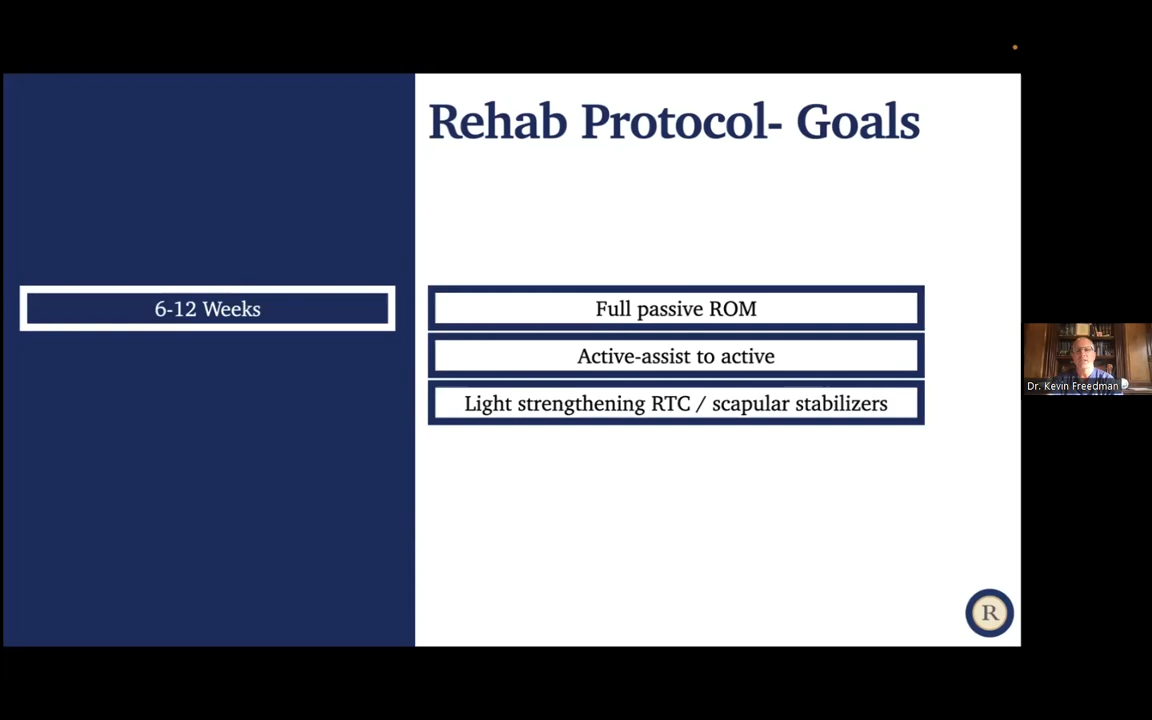 Rehab Protocol- Goals
6-12 Weeks
Full passive ROM
Active-assist to active
Light strengthening RTC / scapular stabilizers
Dr. Kevin Freedman
R